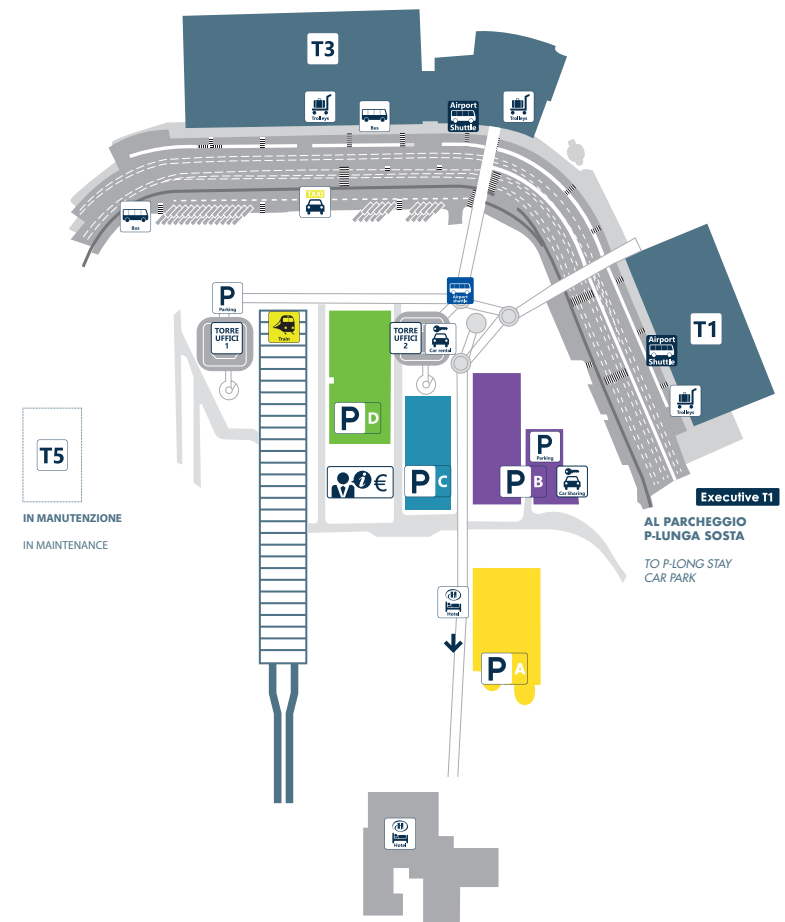 T3
Trolleys
Bus
Airport
Shuttle
Trolleys
TAXI
Bus
P
Parking
Airport
shuttle
T1
Airport
Shuttle
Trolleys
TORRE
UFFICI
1
Train
TORRE
UFFICI
2
Car rental
P D
T5
P C
P
Parking
P B
Car Sharing
i €
Executive T1
IN MANUTENZIONE
IN MAINTENANCE
AL PARCHEGGIO
P-LUNGA SOSTA
TO P-LONG STAY
CAR PARK
Hotel
P A
Hotel